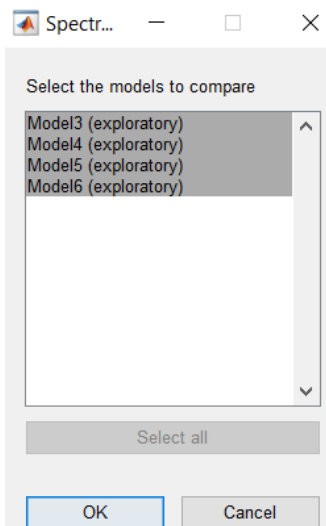 Spectr...
Select the models to compare
Model3 (exploratory)
Model4 (exploratory)
Model5 (exploratory)
Model6 (exploratory)
Select all
OK
Cancel